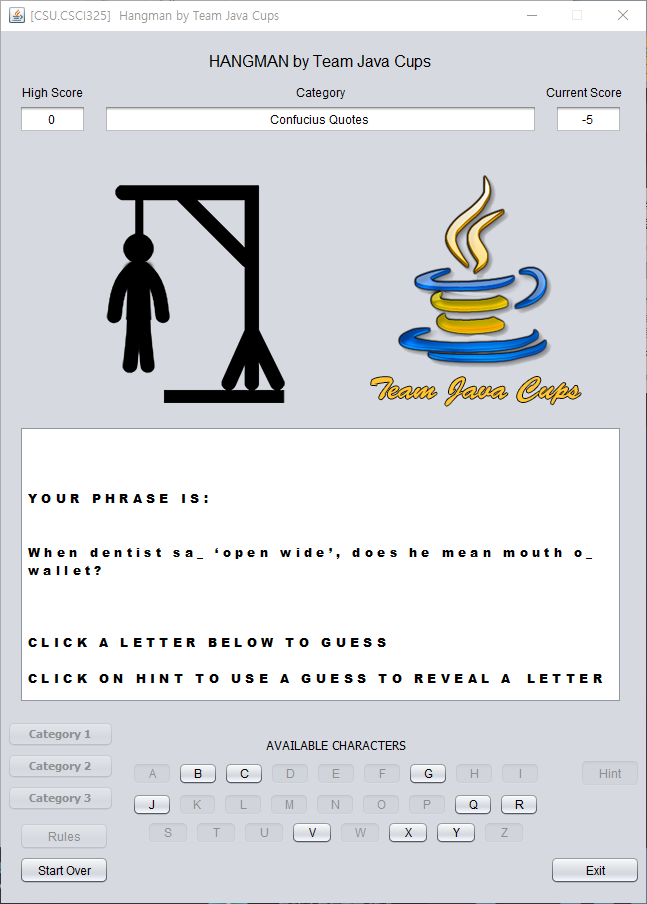 [CSU.CSCI325] Hangman by Team Java Cups
HANGMAN by Team Java Cups
High Score Category Current Score
0 Confucius Quotes -5
Team Java Cups
YOUR PHRASE IS:
When dentist sa_ ‘open wide’, does he mean mouth o_
wallet?
CLICK A LETTER BELOW TO GUESS
CLICK ON HINT TO USE A GUESS TO REVEAL A LETTER
Category 1
Category 2
Category 3
Rules
Start Over
AVAILABLE CHARACTERS
A B C D E F G H I
J K L M N O P Q R
S T U V W X Y Z
Hint
Exit